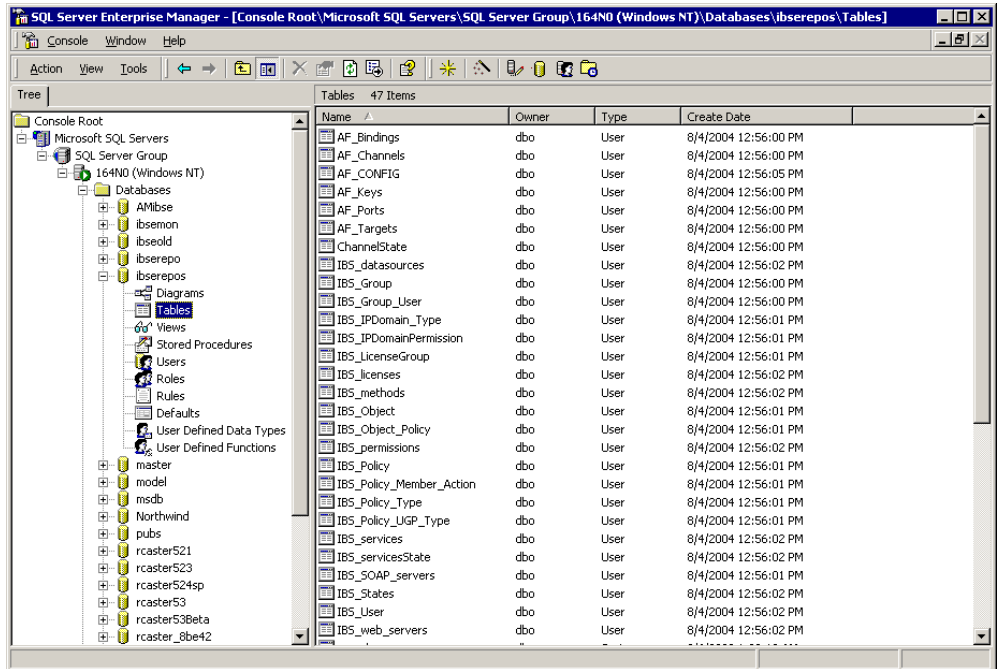 SQL Server Enterprise Manager - [Console Root\Microsoft SQL Servers\SQL Server Group\164N0 (Windows NT)\Databases\ibserepos\Tables]
Console Window Help
Action View Tools
Tree
Tables 47 Items
Console Root
Microsoft SQL Servers
SQL Server Group
164N0 (Windows NT)
Databases
AMibse
ibsemon
ibseold
ibserepo
ibserepos
Diagrams
Tables
Views
Stored Procedures
Users
Roles
Rules
Defaults
User Defined Data Types
User Defined Functions
master
model
msdb
Northwind
pubs
rcaster521
rcaster523
rcaster524sp
rcaster53
rcaster53Beta
rcaster_8be42
Name Owner Type Create Date
AF_Bindings dbo User 8/4/2004 12:56:00 PM
AF_Channels dbo User 8/4/2004 12:56:00 PM
AF_CONFIG dbo User 8/4/2004 12:56:05 PM
AF_Keys dbo User 8/4/2004 12:56:00 PM
AF_Ports dbo User 8/4/2004 12:56:00 PM
AF_Targets dbo User 8/4/2004 12:56:00 PM
ChannelState dbo User 8/4/2004 12:56:00 PM
IBS_datasources dbo User 8/4/2004 12:56:02 PM
IBS_Group dbo User 8/4/2004 12:56:00 PM
IBS_Group_User dbo User 8/4/2004 12:56:00 PM
IBS_IPDomain_Type dbo User 8/4/2004 12:56:01 PM
IBS_IPDomainPermission dbo User 8/4/2004 12:56:01 PM
IBS_LicenseGroup dbo User 8/4/2004 12:56:01 PM
IBS_licenses dbo User 8/4/2004 12:56:02 PM
IBS_methods dbo User 8/4/2004 12:56:02 PM
IBS_Object dbo User 8/4/2004 12:56:01 PM
IBS_Object_Policy dbo User 8/4/2004 12:56:01 PM
IBS_permissions dbo User 8/4/2004 12:56:02 PM
IBS_Policy dbo User 8/4/2004 12:56:01 PM
IBS_Policy_Member_Action dbo User 8/4/2004 12:56:01 PM
IBS_Policy_Type dbo User 8/4/2004 12:56:01 PM
IBS_Policy_UGP_Type dbo User 8/4/2004 12:56:01 PM
IBS_services dbo User 8/4/2004 12:56:02 PM
IBS_servicesState dbo User 8/4/2004 12:56:02 PM
IBS_SOAP_servers dbo User 8/4/2004 12:56:01 PM
IBS_States dbo User 8/4/2004 12:56:02 PM
IBS_User dbo User 8/4/2004 12:56:02 PM
IBS_web_servers dbo User 8/4/2004 12:56:02 PM